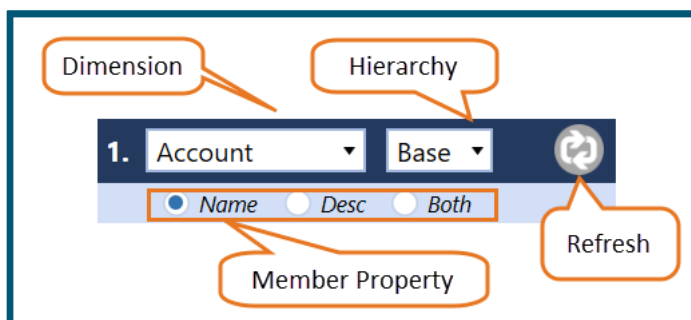 Dimension
Hierarchy
1. Account Base
Name Desc Both
Refresh
Member Property